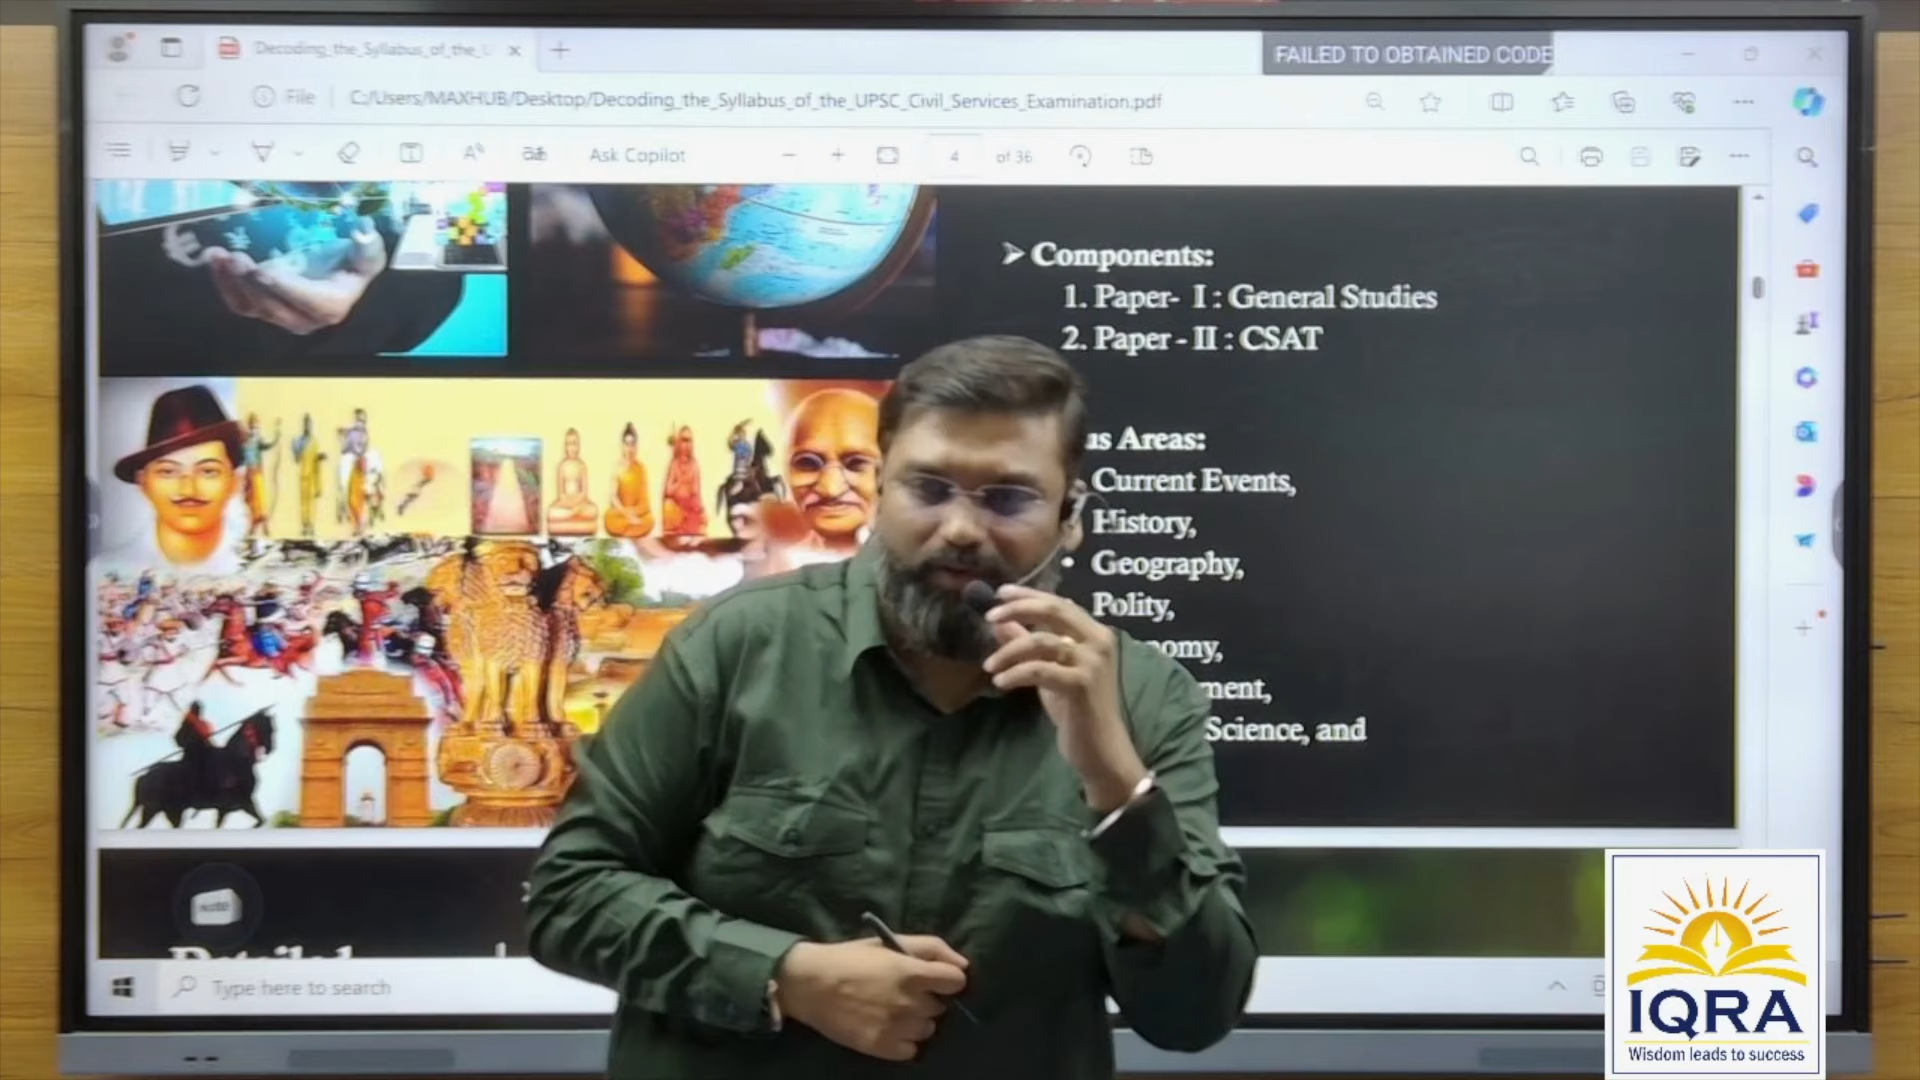 Decoding_the_Syllabus_of_the_U
FAILED TO OBTAINED CODE
File
C:/Users/MAXHUB/Desktop/Decoding_the_Syllabus_of_the_UPSC_Civil_Services_Examination.pdf
Ask Copilot
4 of 36
➢ Components:
1. Paper- I : General Studies
2. Paper - II : CSAT
Areas:
• Current Events,
History,
• Geography,
Polity,
Science, and
note
Type here to search
IQRA
Wisdom leads to success